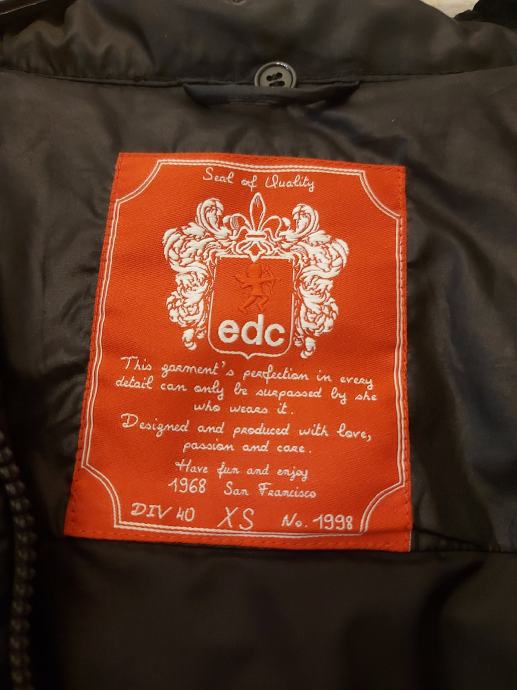 Seal of Quality
edc
This garment's perfection in every
detail can only be surpassed by she
who wears it.
Designed and produced with love,
passion and care.
Have fun and enjoy
1968 San Francisco
DIV 40 XS No. 1998